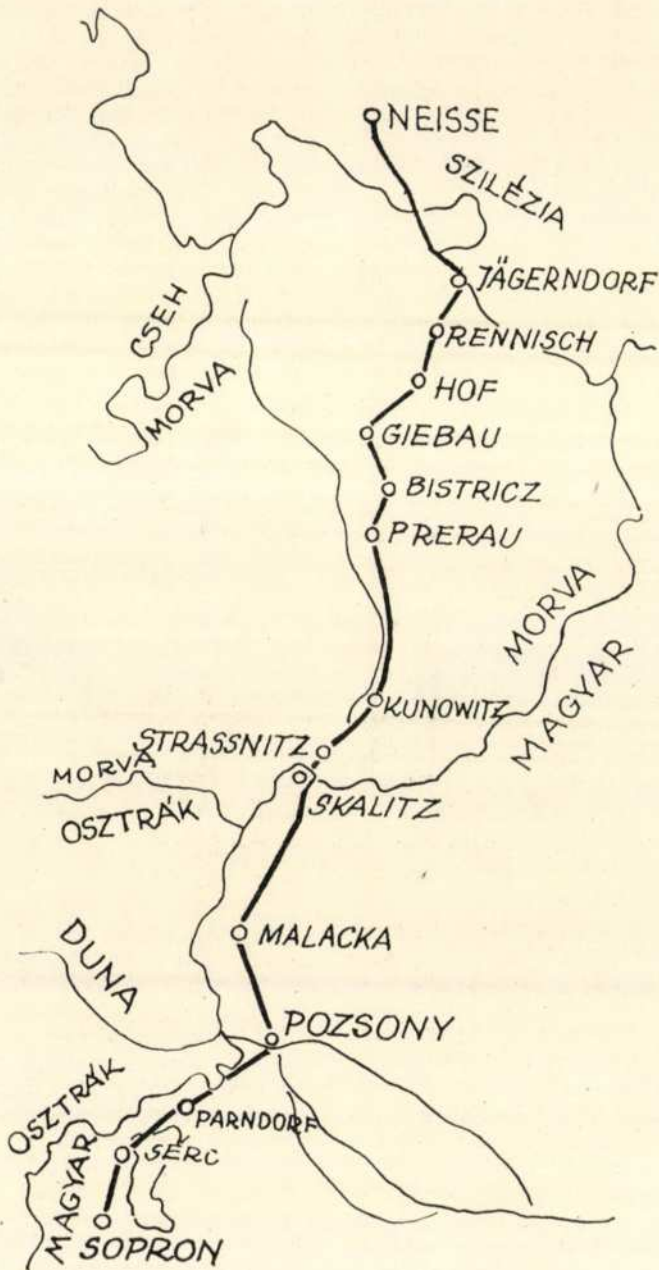 NEISSE
SZILÉZIA
JÄGERNDORF
CSEH
MORVA
RENNISCH
HOF
GIEBAU
BISTRICZ
PRERAU
MORVA
MAGYAR
KUNOWITZ
STRASSNITZ
MORVA
OSZTRÁK
SKALITZ
MALACKA
DUNA
POZSONY
OSZTRÁK
MAGYAR
PARNDORF
SÉRC
SOPRON